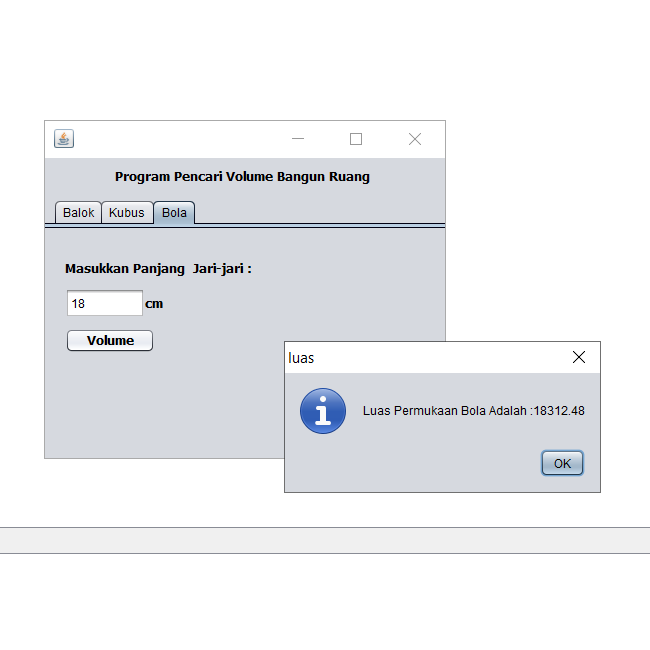 Program Pencari Volume Bangun Ruang
Balok Kubus Bola
Masukkan Panjang Jari-jari :
18 cm
Volume
luas
Luas Permukaan Bola Adalah :18312.48
OK